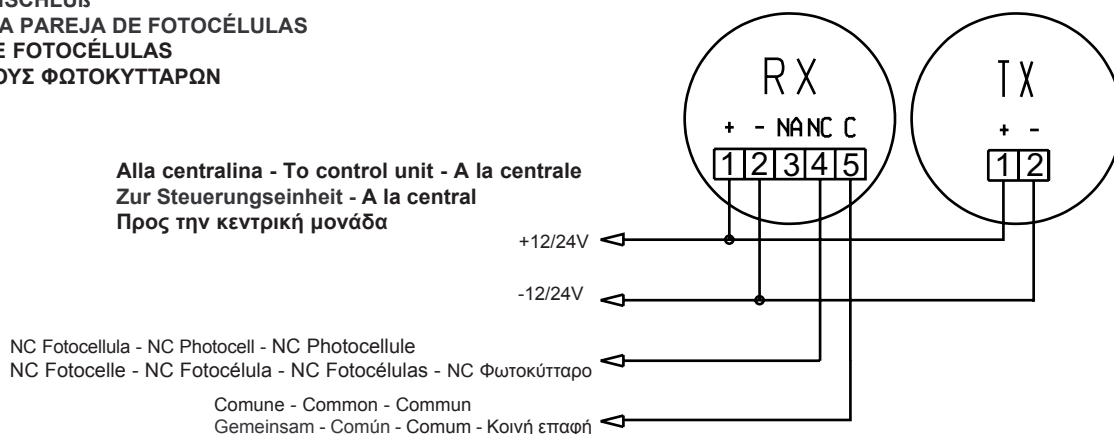 A PAREJA DE FOTOCÉLULAS
E FOTOCÉLULAS
ΟΥΣ ΦΩΤΟΚΥΤΤΑΡΩΝ
RX
+ - NA NC C
1 2 3 4 5
TX
+ -
1 2
Alla centralina - To control unit - A la centrale
Zur Steuerungseinheit - A la central
Προς την κεντρική μονάδα
+12/24V
-12/24V
NC Fotocellula - NC Photocell - NC Photocellule
NC Fotocelle - NC Fotocélula - NC Fotocélulas - NC Φωτοκύτταρο
Comune - Common - Commun
Gemeinsam - Común - Comum - Κοινή επαφή